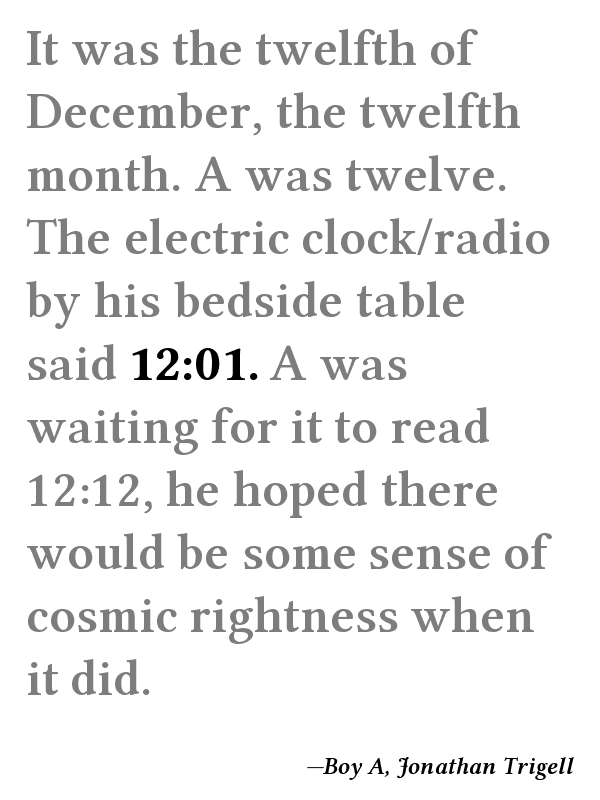 It was the twelfth of
December, the twelfth
month. A was twelve.
The electric clock/radio
by his bedside table
said 12:01. A was
waiting for it to read
12:12, he hoped there
would be some sense of
cosmic rightness when
it did.
—Boy A, Jonathan Trigell